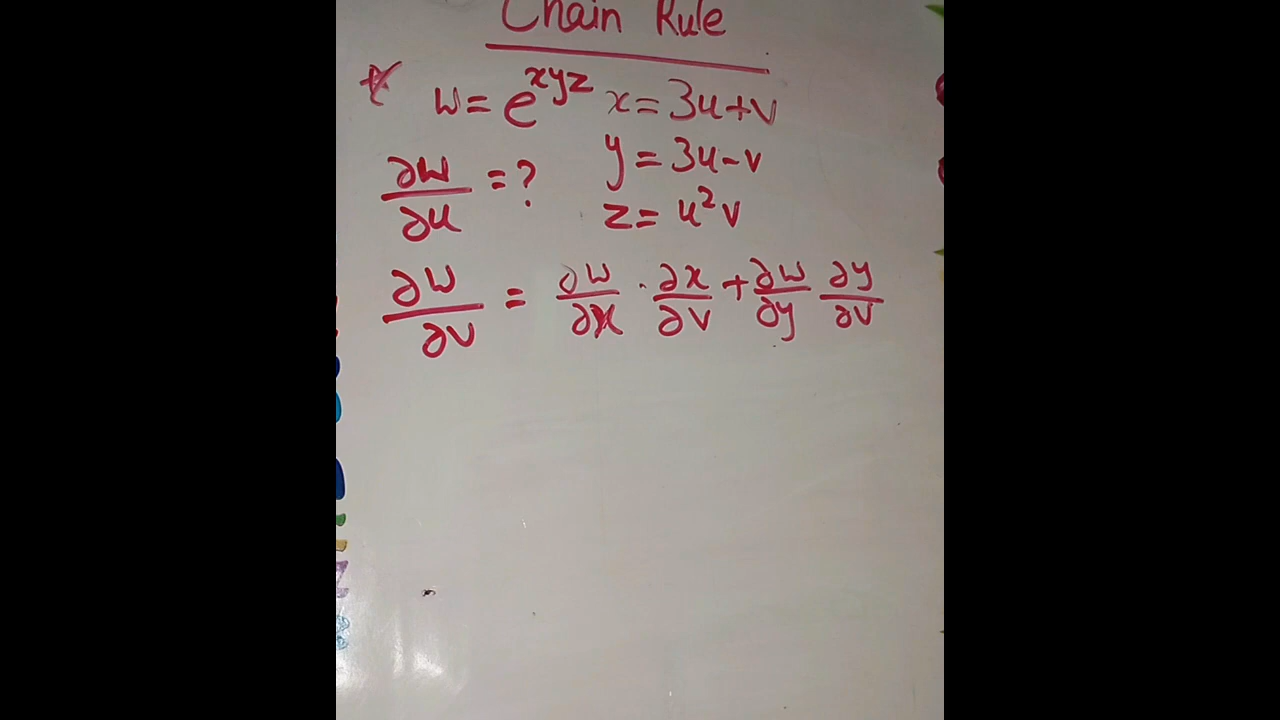 Chain Rule
w = e^{xyz} x = 3u+v
y = 3u-v
∂w/∂u = ?
z = u²v
∂w/∂v = ∂w/∂x · ∂x/∂v + ∂w/∂y ∂y/∂v